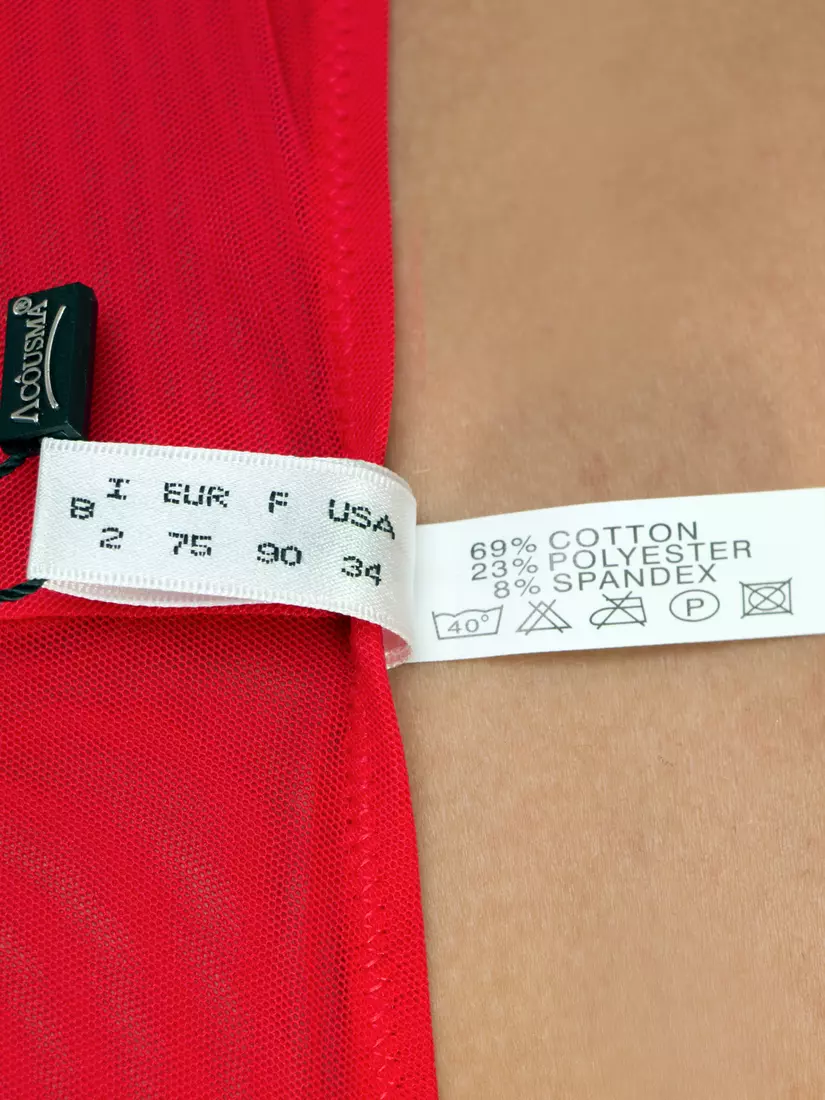 ACOUSMA®
I EUR F USA
B 2 75 90 34
69% COTTON
23% POLYESTER
8% SPANDEX
40° P